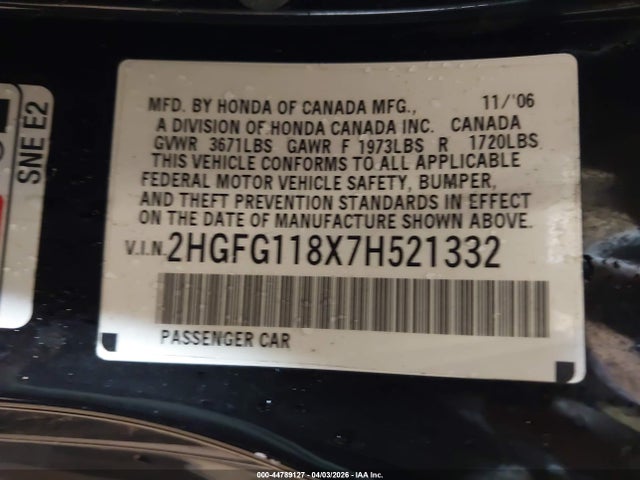 MFD. BY HONDA OF CANADA MFG., 11/'06
A DIVISION OF HONDA CANADA INC. CANADA
GVWR 3671LBS GAWR F 1973LBS R 1720LBS
THIS VEHICLE CONFORMS TO ALL APPLICABLE
FEDERAL MOTOR VEHICLE SAFETY, BUMPER,
AND THEFT PREVENTION STANDARDS IN EFFECT
ON THE DATE OF MANUFACTURE SHOWN ABOVE.
V.I.N. 2HGFG118X7H521332
PASSENGER CAR
SNE E2
000-44789127 - 04/03/2026 - IAA Inc.